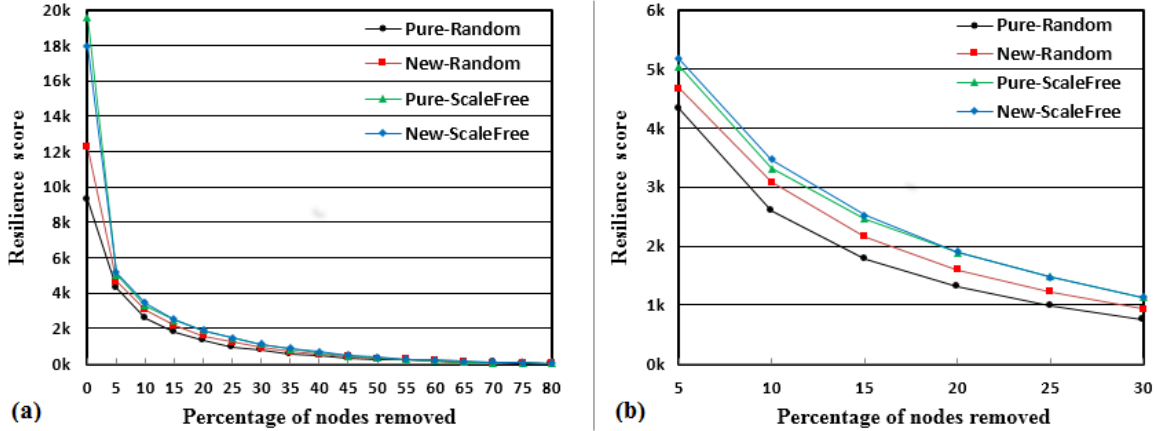 20k
18k
16k
14k
12k
10k
8k
6k
4k
2k
0k
Resilience score
Pure-Random
New-Random
Pure-ScaleFree
New-ScaleFree
0 5 10 15 20 25 30 35 40 45 50 55 60 65 70 75 80
(a) Percentage of nodes removed
6k
5k
4k
3k
2k
1k
0k
Resilience score
Pure-Random
New-Random
Pure-ScaleFree
New-ScaleFree
5 10 15 20 25 30
(b) Percentage of nodes removed